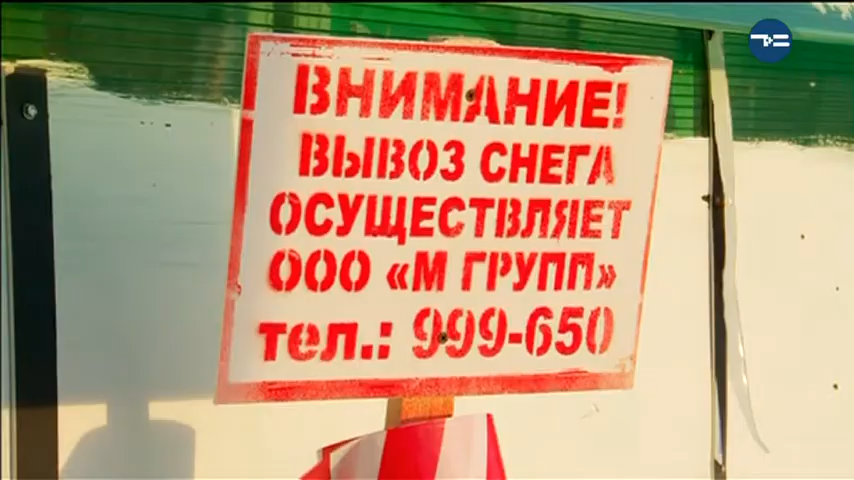 ВНИМАНИЕ!
ВЫВОЗ СНЕГА
ОСУЩЕСТВЛЯЕТ
ООО «М ГРУПП»
тел.: 999-650